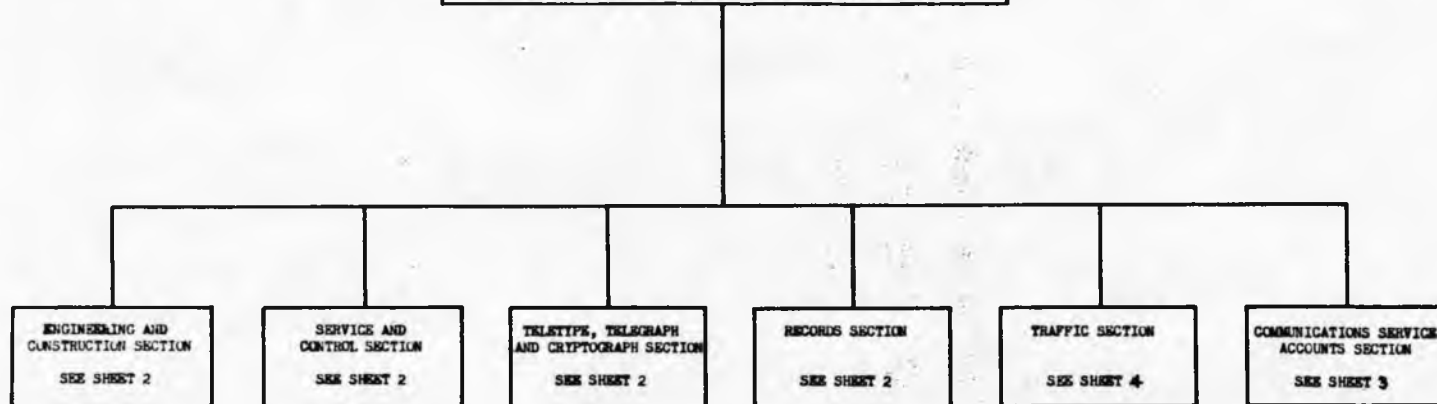 ENGINEERING AND
CONSTRUCTION SECTION
SEE SHEET 2
SERVICE AND
CONTROL SECTION
SEE SHEET 2
TELETYPE, TELEGRAPH
AND CRYPTOGRAPH SECTION
SEE SHEET 2
RECORDS SECTION
SEE SHEET 2
TRAFFIC SECTION
SEE SHEET 4
COMMUNICATIONS SERVICE
ACCOUNTS SECTION
SEE SHEET 3